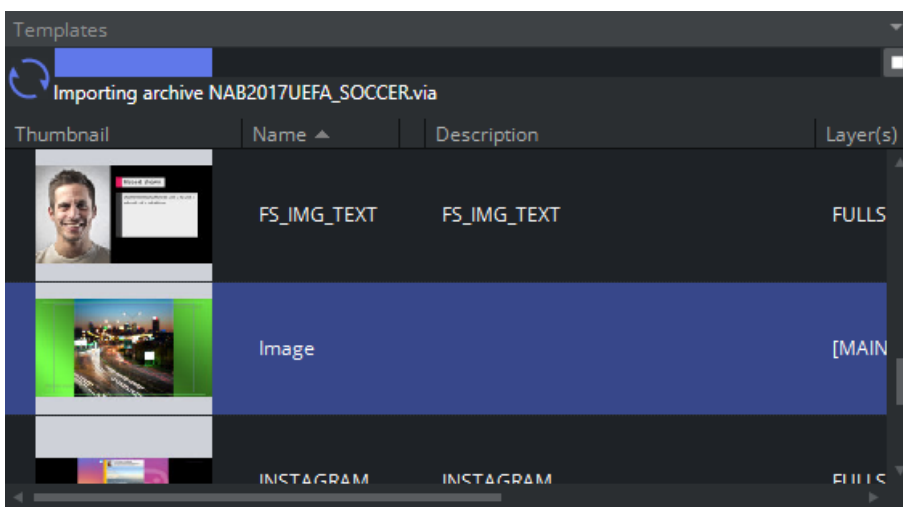 Templates
Importing archive NAB2017UEFA_SOCCER.via
Thumbnail Name Description Layer(s)
FS_IMG_TEXT FS_IMG_TEXT FULLS
Image [MAIN
INSTAGRAM INSTAGRAM FULLS